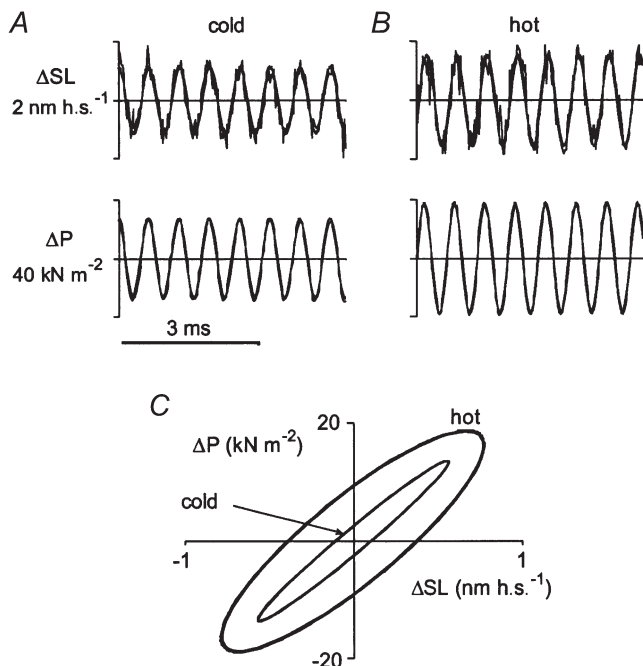 A
cold
B
hot
ΔSL
2 nm h.s.⁻¹
ΔP
40 kN m⁻²
3 ms
C
20
hot
ΔP (kN m⁻²)
cold
-1
1
ΔSL (nm h.s.⁻¹)
-20